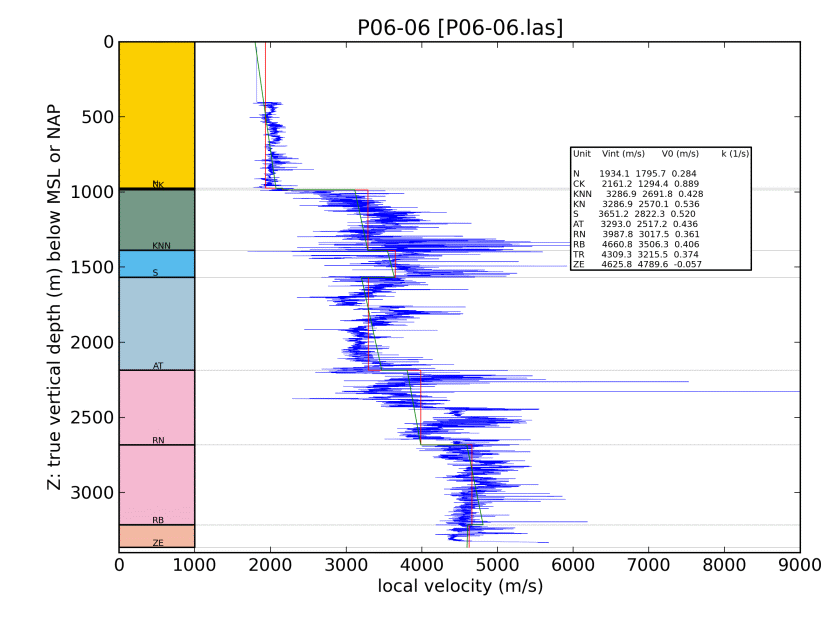 P06-06 [P06-06.las]
Z: true vertical depth (m) below MSL or NAP
0
500
1000
1500
2000
2500
3000
N
CK
KNN
S
AT
RN
RB
ZE
Unit Vint (m/s) V0 (m/s) k (1/s)
N 1934.1 1795.7 0.284
CK 2161.2 1294.4 0.889
KNN 3286.9 2691.8 0.428
KN 3286.9 2570.1 0.536
S 3651.2 2822.3 0.520
AT 3293.0 2517.2 0.436
RN 3987.8 3017.5 0.361
RB 4660.8 3506.3 0.406
TR 4309.3 3215.5 0.374
ZE 4625.8 4789.6 -0.057
0 1000 2000 3000 4000 5000 6000 7000 8000 9000
local velocity (m/s)